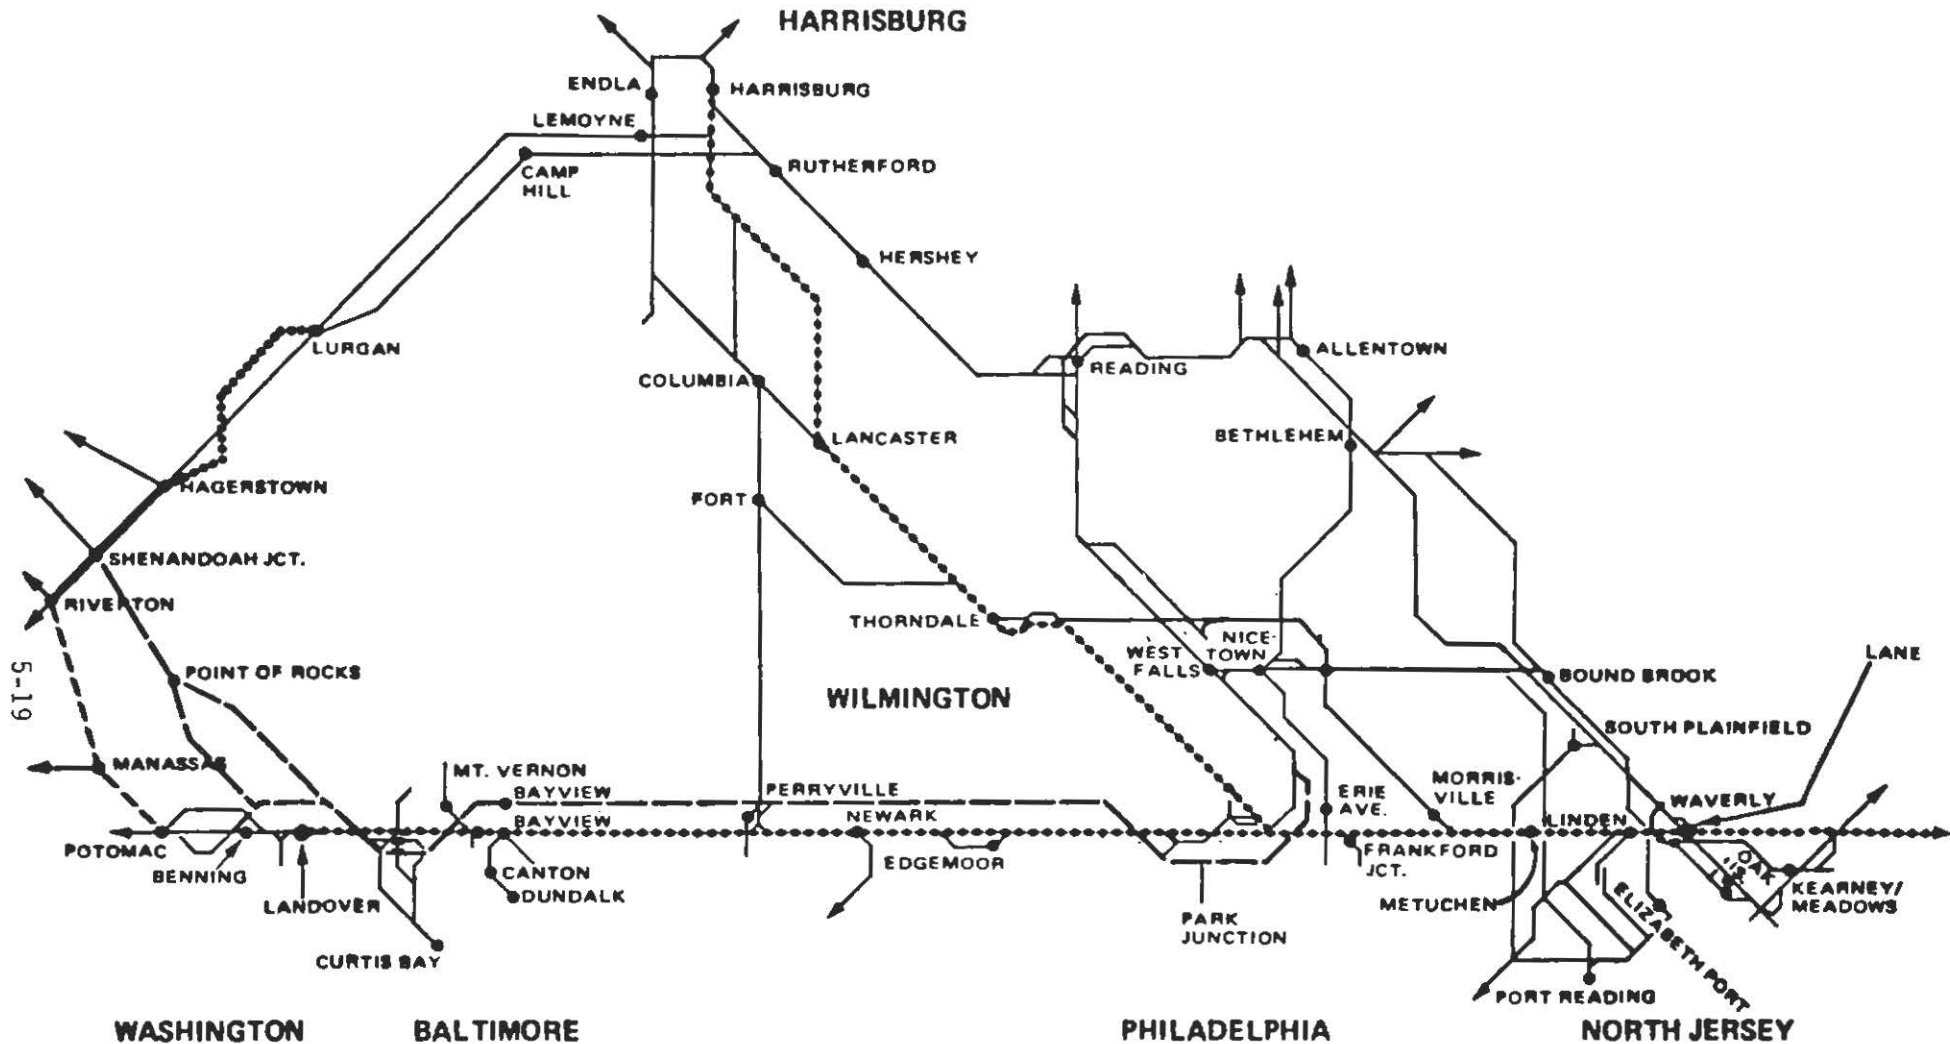 HARRISBURG
ENDLA
HARRISBURG
LEMOYNE
CAMP
HILL
RUTHERFORD
HERSHEY
LURGAN
READING
ALLENTOWN
COLUMBIA
LANCASTER
BETHLEHEM
HAGERSTOWN
PORT
SHENANDOAH JCT.
RIVERTON
THORNDALE
WEST
FALLS
NICE-
TOWN
LANE
POINT OF ROCKS
BOUND BROOK
5-19
WILMINGTON
SOUTH PLAINFIELD
MANASSAS
MT. VERNON
BAYVIEW
BAYVIEW
PERRYVILLE
NEWARK
ERIE
AVE.
MORRIS-
VILLE
WAVERLY
LINDEN
POTOMAC
BENNING
LANDOVER
CANTON
DUNDALK
EDGEMOOR
FRANKFORD
JCT.
METUCHEN
OAK
IS.
KEARNEY/
MEADOWS
ELIZABETH PORT
PARK
JUNCTION
CURTIS BAY
PORT READING
WASHINGTON
BALTIMORE
PHILADELPHIA
NORTH JERSEY